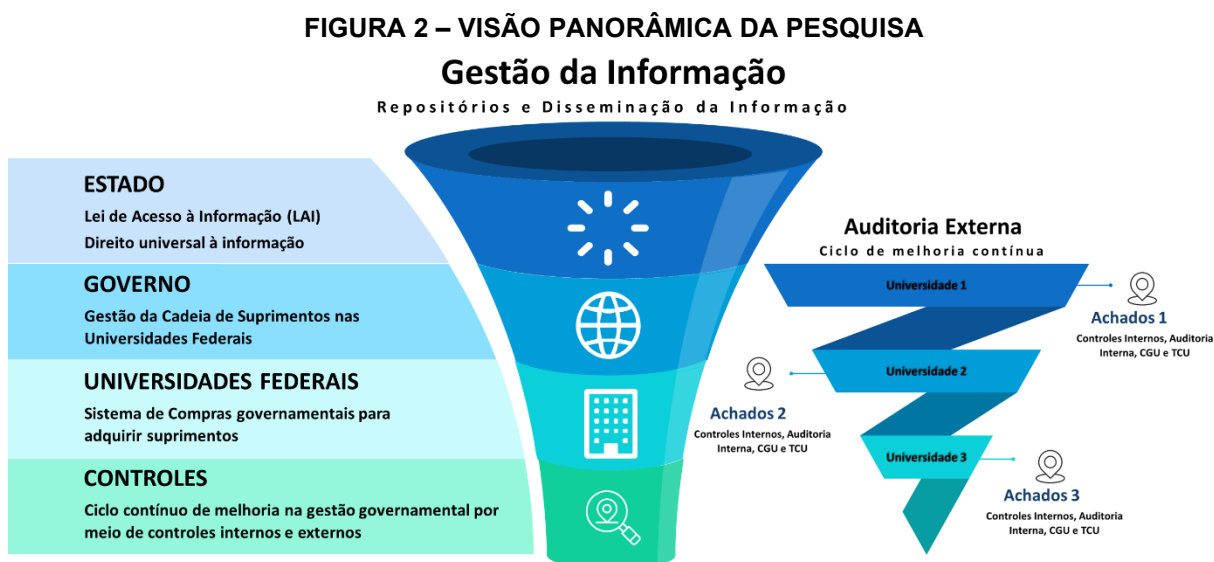 FIGURA 2 – VISÃO PANORÂMICA DA PESQUISA
Gestão da Informação
Repositórios e Disseminação da Informação
ESTADO
Lei de Acesso à Informação (LAI)
Direito universal à informação
GOVERNO
Gestão da Cadeia de Suprimentos nas
Universidades Federais
UNIVERSIDADES FEDERAIS
Sistema de Compras governamentais para
adquirir suprimentos
CONTROLES
Ciclo contínuo de melhoria na gestão governamental por
meio de controles internos e externos
Auditoria Externa
Ciclo de melhoria contínua
Universidade 1
Achados 1
Controles Internos, Auditoria
Interna, CGU e TCU
Universidade 2
Achados 2
Controles Internos, Auditoria
Interna, CGU e TCU
Universidade 3
Achados 3
Controles Internos, Auditoria
Interna, CGU e TCU